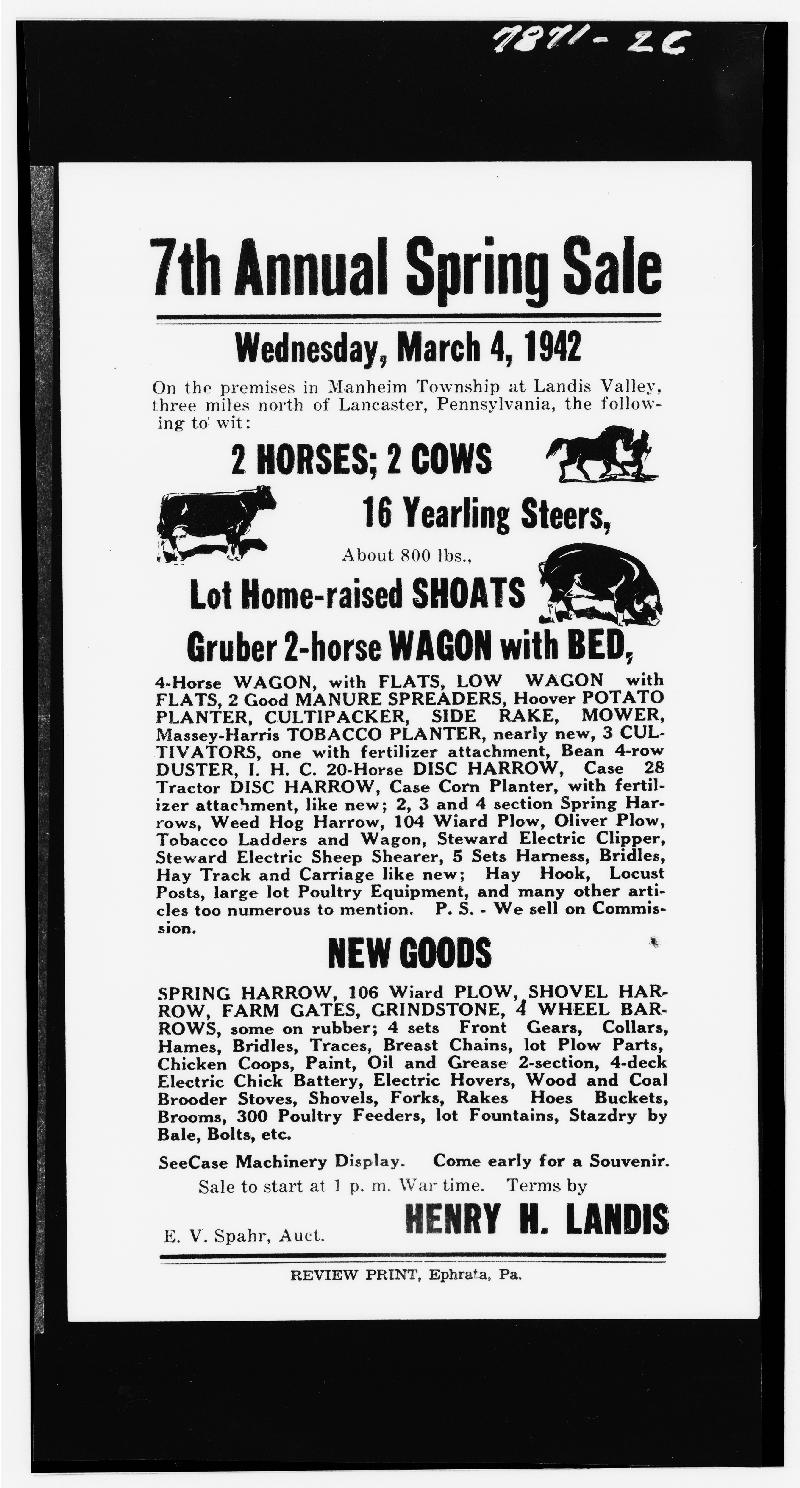 7871-2C
7th Annual Spring Sale
Wednesday, March 4, 1942
On the premises in Manheim Township at Landis Valley,
three miles north of Lancaster, Pennsylvania, the follow-
ing to wit:
2 HORSES; 2 COWS
16 Yearling Steers,
About 800 lbs.,
Lot Home-raised SHOATS
Gruber 2-horse WAGON with BED,
4-Horse WAGON, with FLATS, LOW WAGON with
FLATS, 2 Good MANURE SPREADERS, Hoover POTATO
PLANTER, CULTIPACKER, SIDE RAKE, MOWER,
Massey-Harris TOBACCO PLANTER, nearly new, 3 CUL-
TIVATORS, one with fertilizer attachment, Bean 4-row
DUSTER, I. H. C. 20-Horse DISC HARROW, Case 28
Tractor DISC HARROW, Case Corn Planter, with fertil-
izer attachment, like new; 2, 3 and 4 section Spring Har-
rows, Weed Hog Harrow, 104 Wiard Plow, Oliver Plow,
Tobacco Ladders and Wagon, Steward Electric Clipper,
Steward Electric Sheep Shearer, 5 Sets Harness, Bridles,
Hay Track and Carriage like new; Hay Hook, Locust
Posts, large lot Poultry Equipment, and many other arti-
cles too numerous to mention. P. S. - We sell on Commis-
sion.
NEW GOODS
SPRING HARROW, 106 Wiard PLOW, SHOVEL HAR-
ROW, FARM GATES, GRINDSTONE, 4 WHEEL BAR-
ROWS, some on rubber; 4 sets Front Gears, Collars,
Hames, Bridles, Traces, Breast Chains, lot Plow Parts,
Chicken Coops, Paint, Oil and Grease 2-section, 4-deck
Electric Chick Battery, Electric Hovers, Wood and Coal
Brooder Stoves, Shovels, Forks, Rakes Hoes Buckets,
Brooms, 300 Poultry Feeders, lot Fountains, Stazdry by
Bale, Bolts, etc.
SeeCase Machinery Display. Come early for a Souvenir.
Sale to start at 1 p. m. War time. Terms by
HENRY H. LANDIS
E. V. Spahr, Auct.
REVIEW PRINT, Ephrata, Pa.